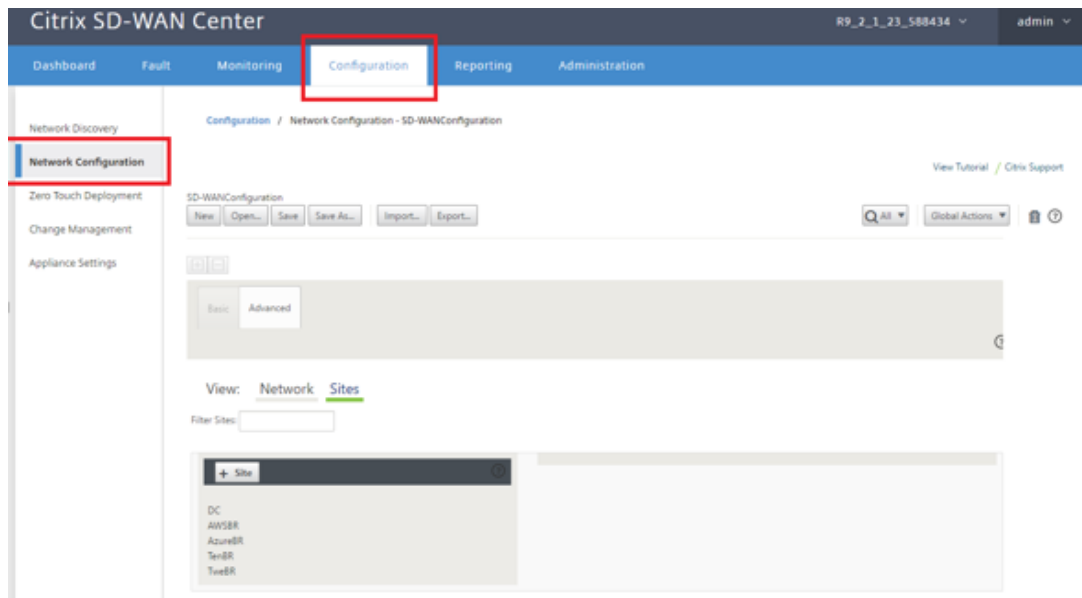 Citrix SD-WAN Center
R9_2_1_23_588434
admin
Dashboard Fault Monitoring Configuration Reporting Administration
Network Discovery
Network Configuration
Zero Touch Deployment
Change Management
Appliance Settings
Configuration / Network Configuration - SD-WANConfiguration
View Tutorial / Citrix Support
SD-WANConfiguration
New Open... Save Save As... Import... Export...
All Global Actions
Basic Advanced
View: Network Sites
Filter Sites:
+ Site
DC
AWSBR
AzureBR
TenBR
TweBR